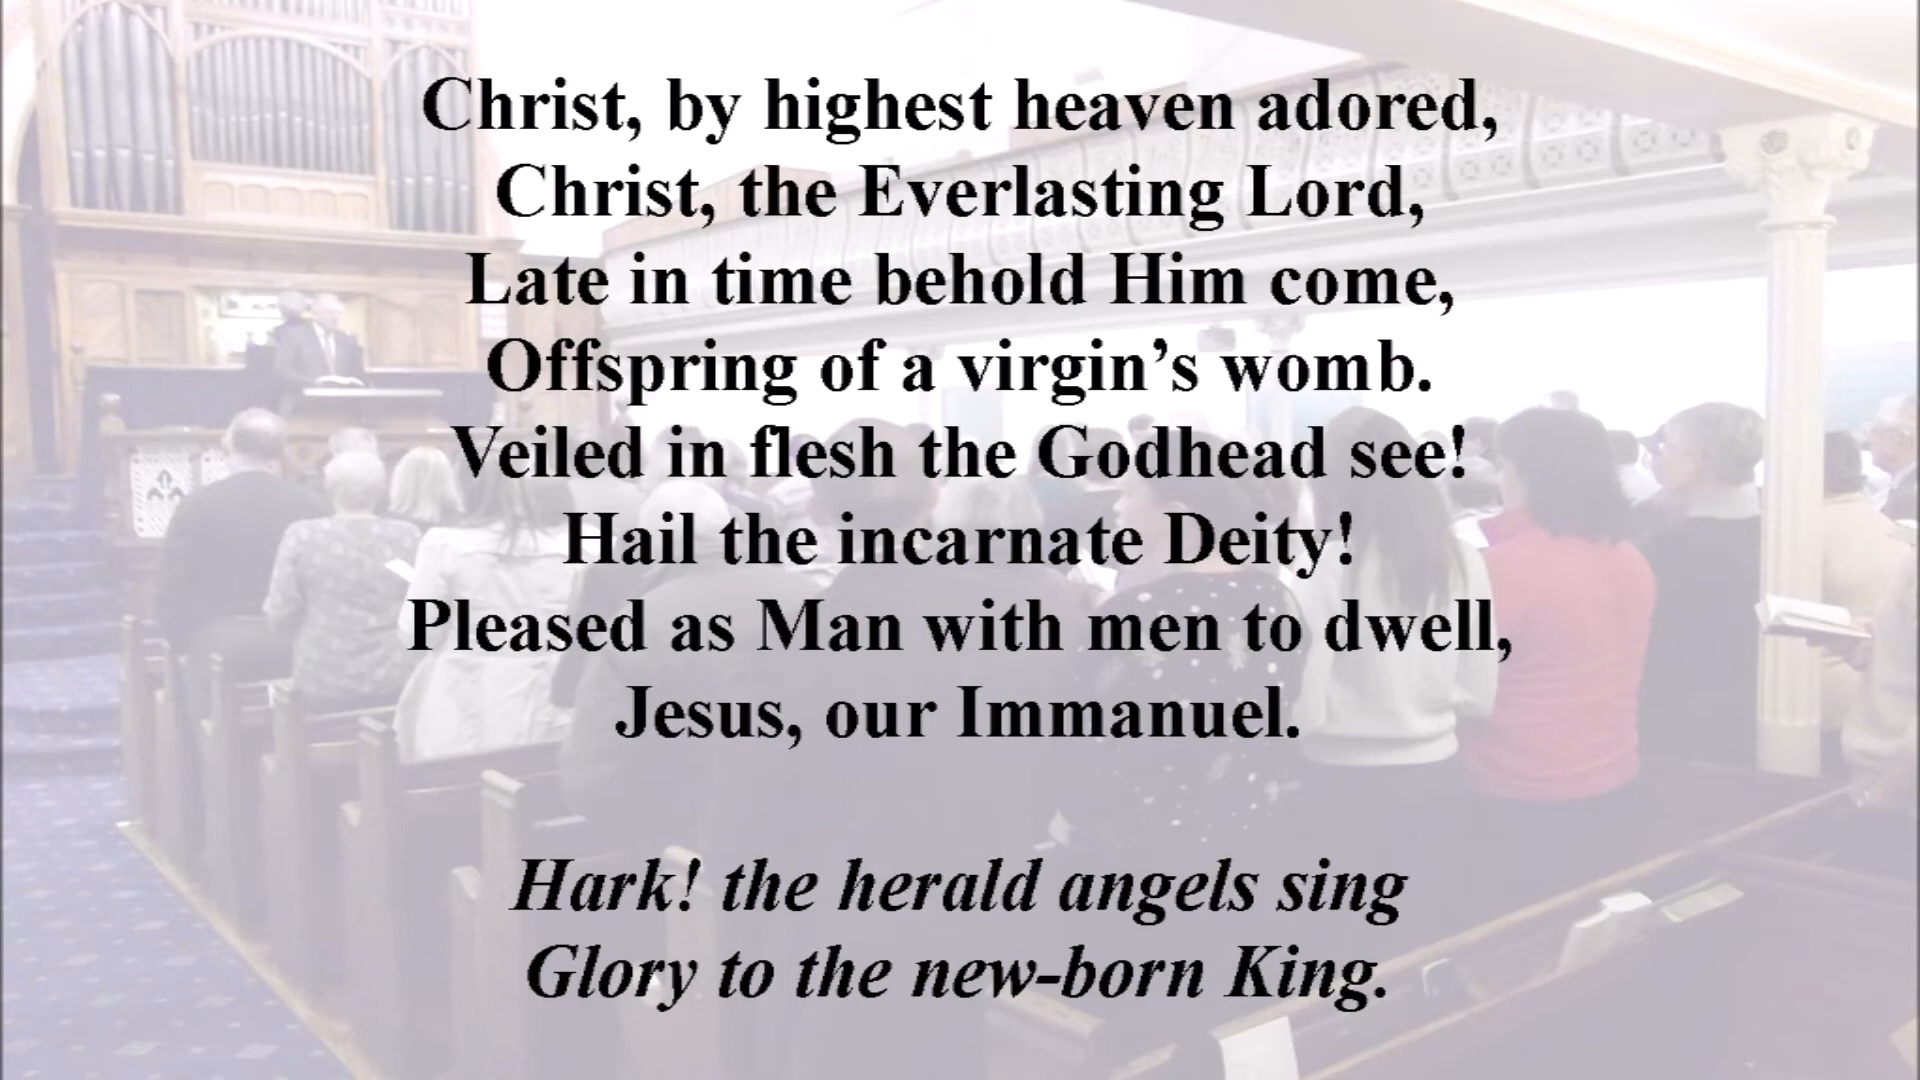 Christ, by highest heaven adored,
Christ, the Everlasting Lord,
Late in time behold Him come,
Offspring of a virgin’s womb.
Veiled in flesh the Godhead see!
Hail the incarnate Deity!
Pleased as Man with men to dwell,
Jesus, our Immanuel.
Hark! the herald angels sing
Glory to the new-born King.